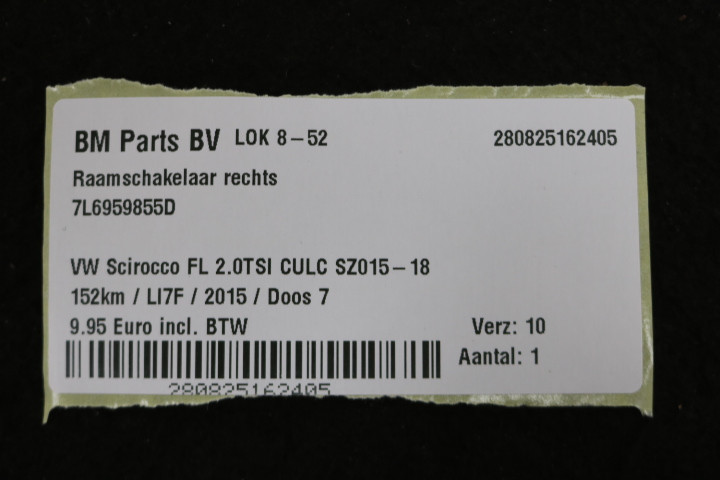 BM Parts BV LOK 8-52 280825162405
Raamschakelaar rechts
7L6959855D
VW Scirocco FL 2.0TSI CULC SZ015-18
152km / LI7F / 2015 / Doos 7
9.95 Euro incl. BTW Verz: 10
Aantal: 1
280825162405